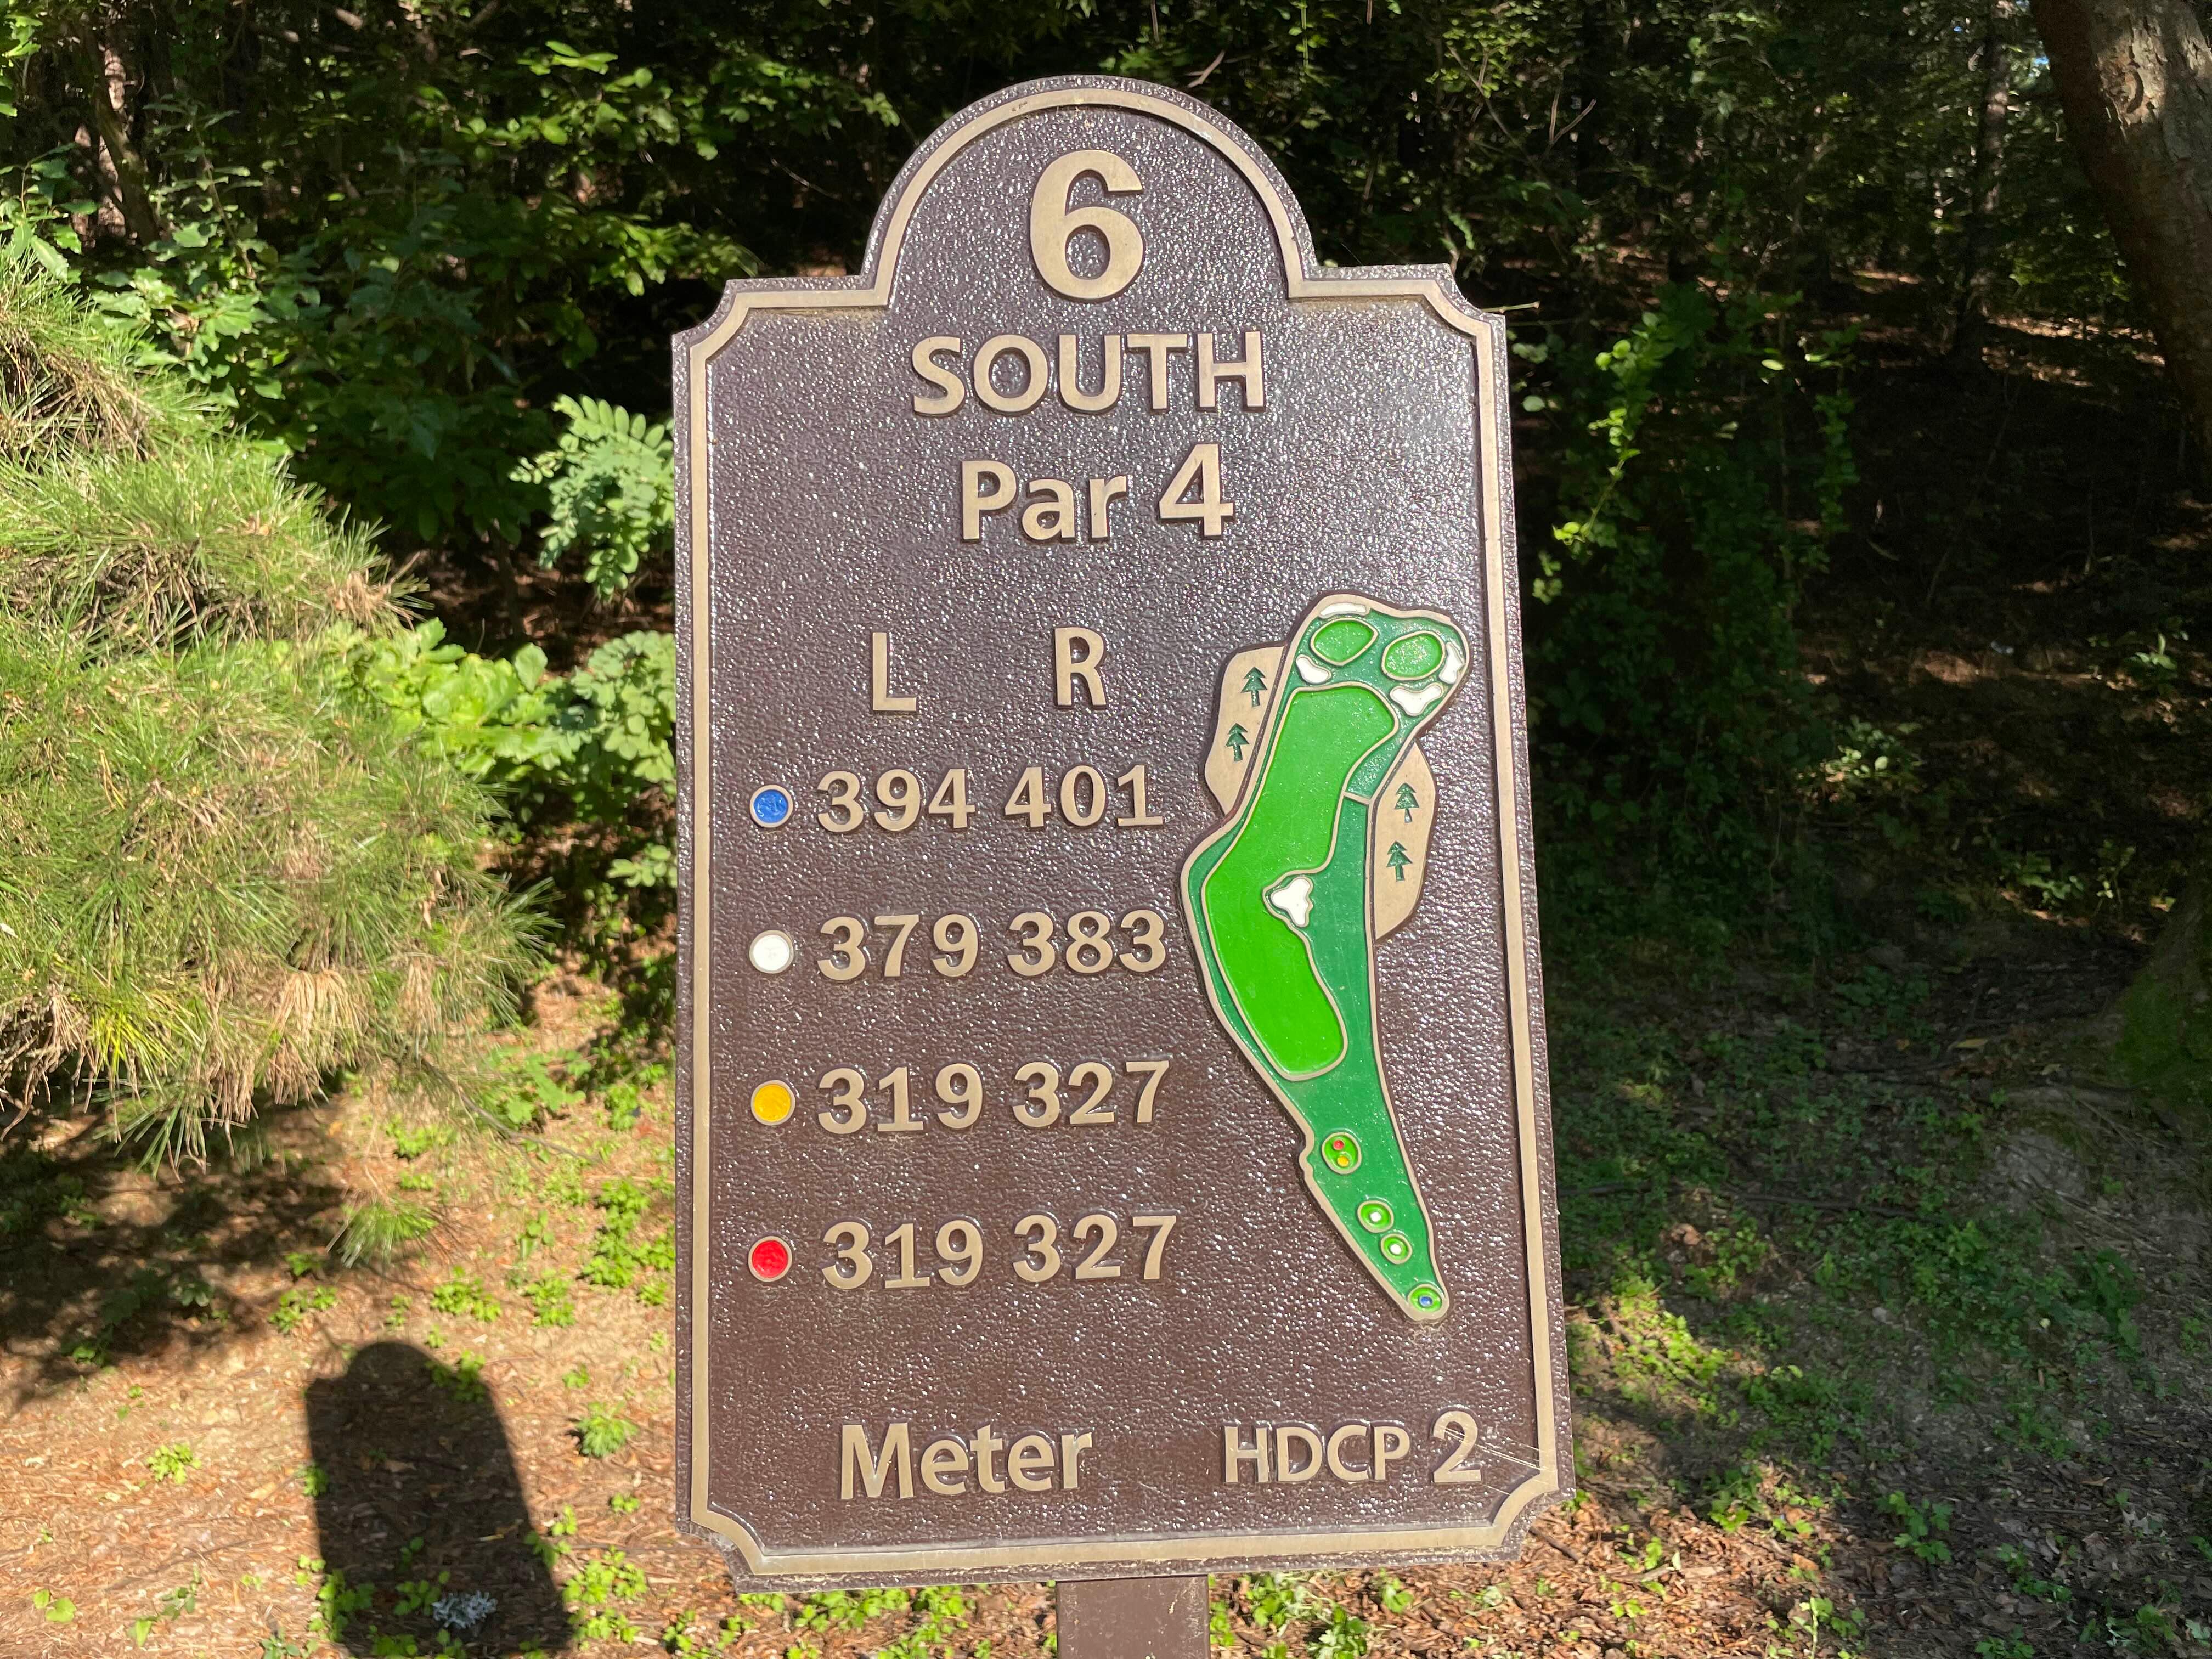 6
SOUTH
Par 4
L R
394 401
379 383
319 327
319 327
Meter HDCP 2